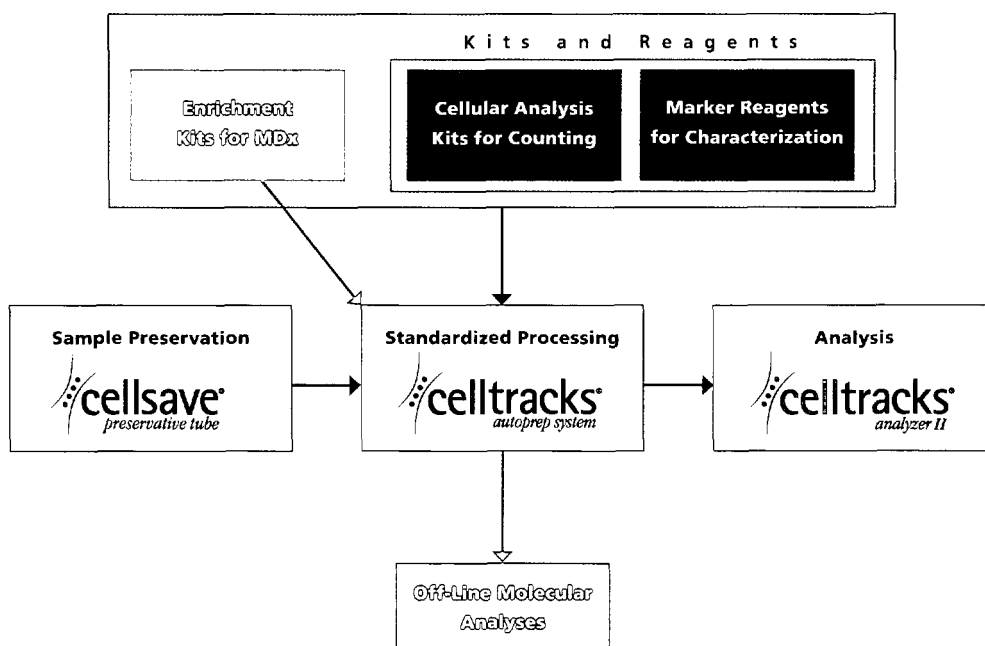 Kits and Reagents
Enrichment
Kits for MDx
Cellular Analysis
Kits for Counting
Marker Reagents
for Characterization
Sample Preservation
cellsave®
preservative tube
Standardized Processing
celltracks®
autoprep system
Analysis
celltracks®
analyzer II
Off-Line Molecular
Analyses